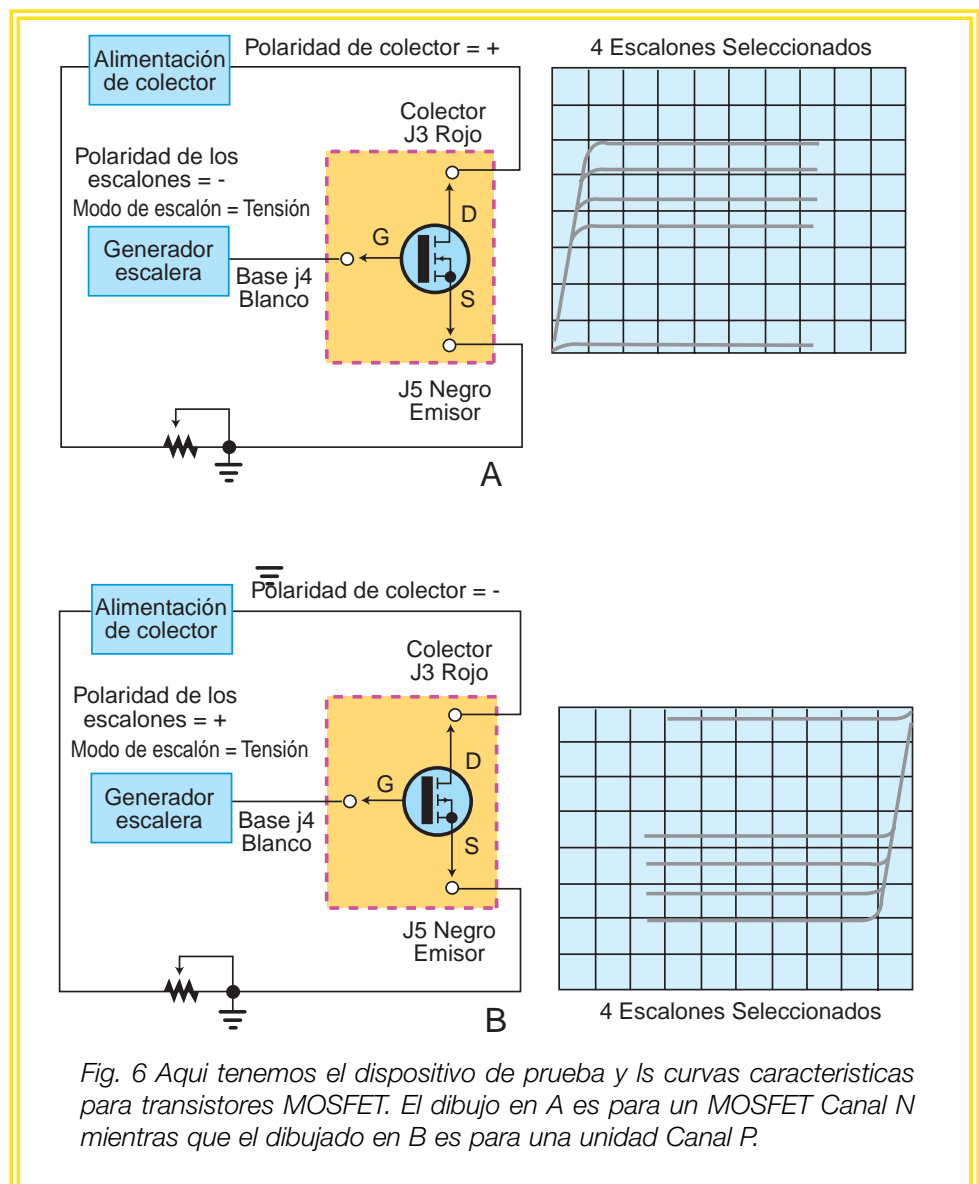 Polaridad de colector = +
4 Escalones Seleccionados
Alimentación
de colector
Colector
J3 Rojo
Polaridad de los
escalones = -
Modo de escalón = Tensión
D
G
Generador
escalera
Base j4
Blanco
S
J5 Negro
Emisor
A
Polaridad de colector = -
Alimentación
de colector
Colector
J3 Rojo
Polaridad de los
escalones = +
Modo de escalón = Tensión
D
G
Generador
escalera
Base j4
Blanco
S
J5 Negro
Emisor
B
4 Escalones Seleccionados
Fig. 6 Aqui tenemos el dispositivo de prueba y ls curvas caracteristicas
para transistores MOSFET. El dibujo en A es para un MOSFET Canal N
mientras que el dibujado en B es para una unidad Canal P.